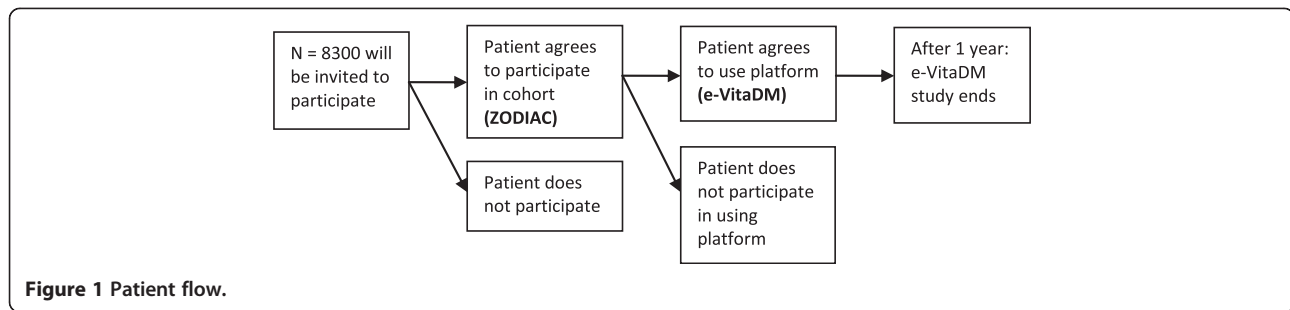 N = 8300 will
be invited to
participate
Patient agrees
to participate
in cohort
(ZODIAC)
Patient does
not participate
Patient agrees
to use platform
(e-VitaDM)
Patient does
not participate
in using
platform
After 1 year:
e-VitaDM
study ends
Figure 1 Patient flow.